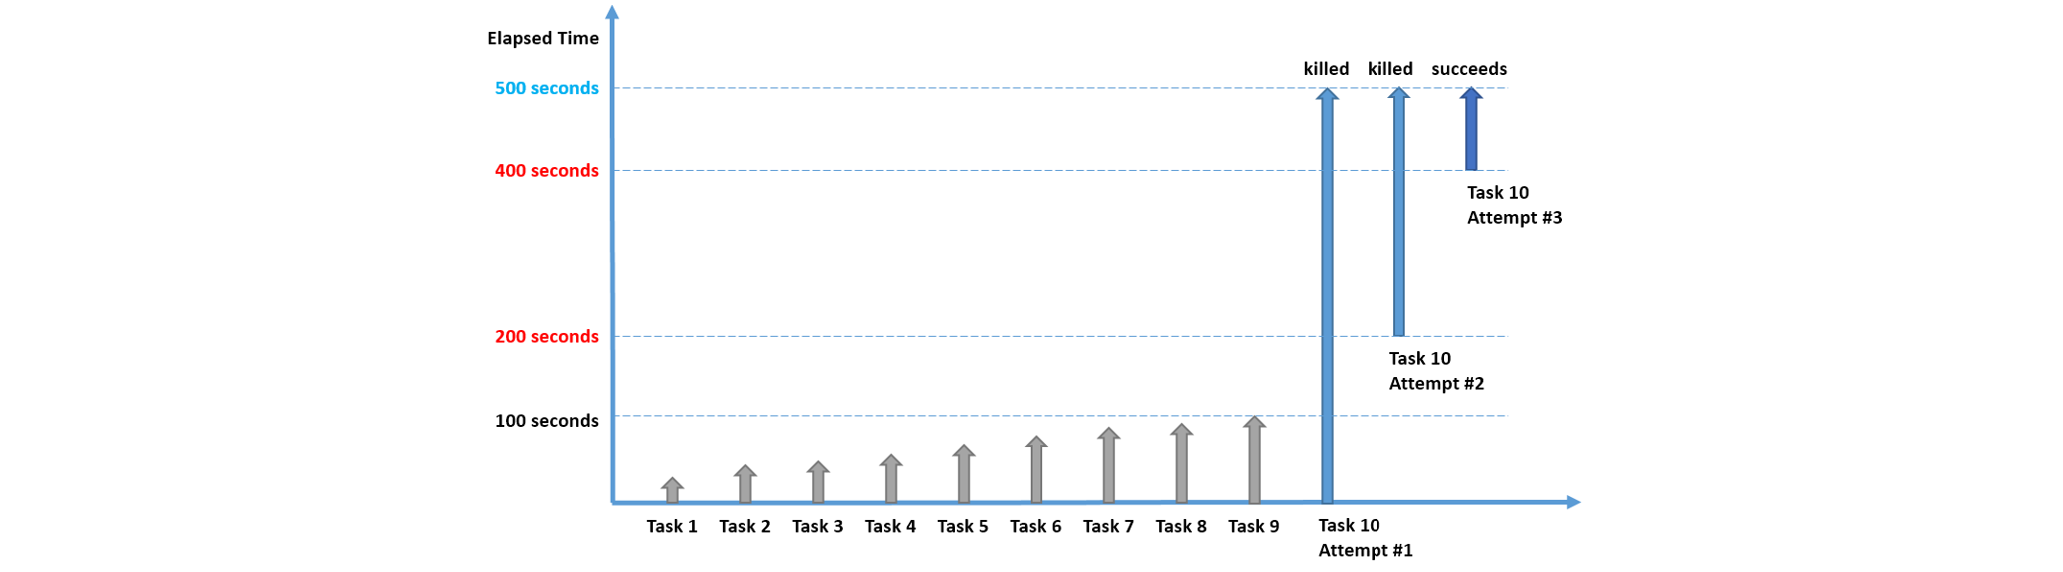 Elapsed Time
500 seconds
400 seconds
200 seconds
100 seconds
killed killed succeeds
Task 10
Attempt #3
Task 10
Attempt #2
Task 1 Task 2 Task 3 Task 4 Task 5 Task 6 Task 7 Task 8 Task 9
Task 10
Attempt #1